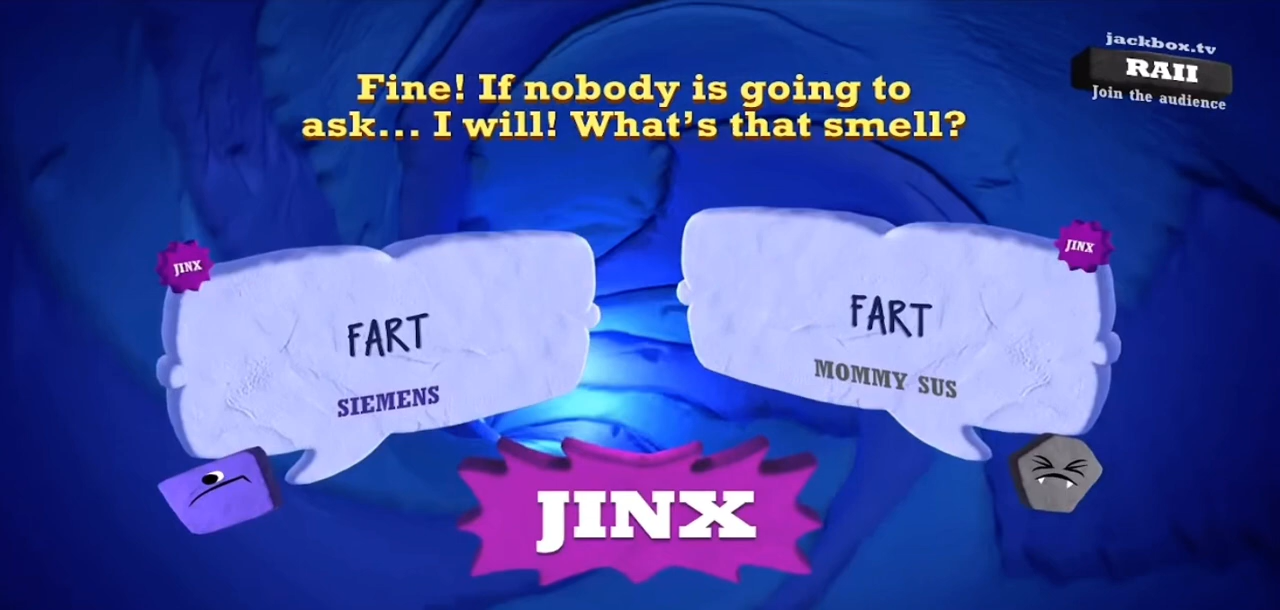 jackbox.tv
RAII
Join the audience
Fine! If nobody is going to
ask... I will! What's that smell?
JINX
FART
SIEMENS
JINX
FART
MOMMY SUS
JINX